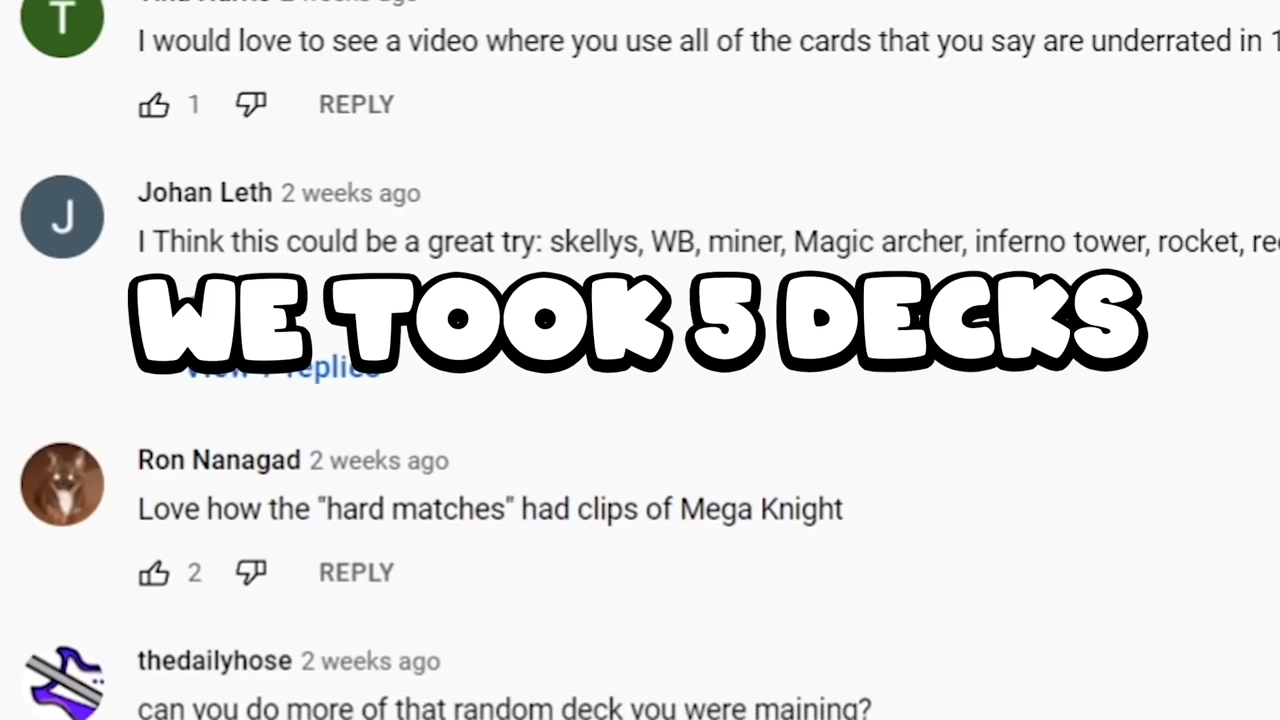 T
I would love to see a video where you use all of the cards that you say are underrated in 1
1 REPLY
J
Johan Leth 2 weeks ago
I Think this could be a great try: skellys, WB, miner, Magic archer, inferno tower, rocket,
WE TOOK 5 DECKS
Ron Nanagad 2 weeks ago
Love how the "hard matches" had clips of Mega Knight
2 REPLY
thedailyhose 2 weeks ago
can you do more of that random deck you were maining?